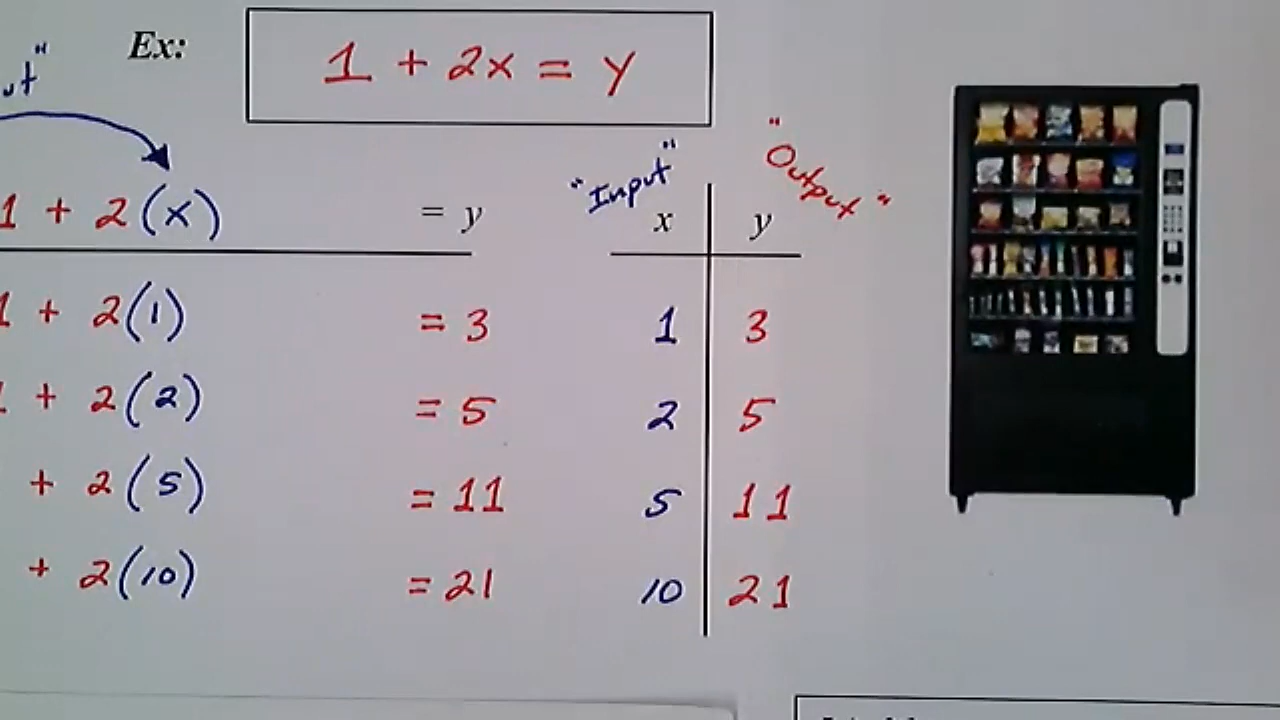 Ex: 1 + 2x = y
"Input" "Output"
1 + 2(x) = y x y
1 + 2(1) = 3 1 3
+ 2(2) = 5 2 5
+ 2(5) = 11 5 11
+ 2(10) = 21 10 21